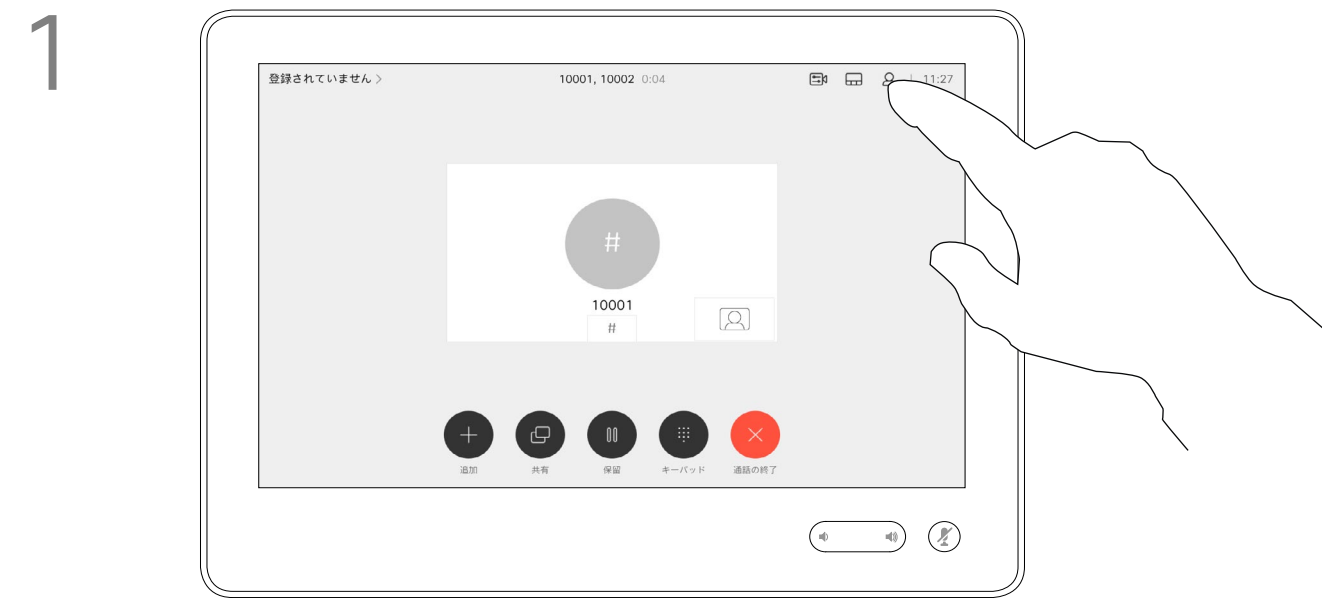 1
登録されていません >
10001, 10002 0:04
11:27
#
10001
#
追加
共有
保留
キーパッド
通話の終了